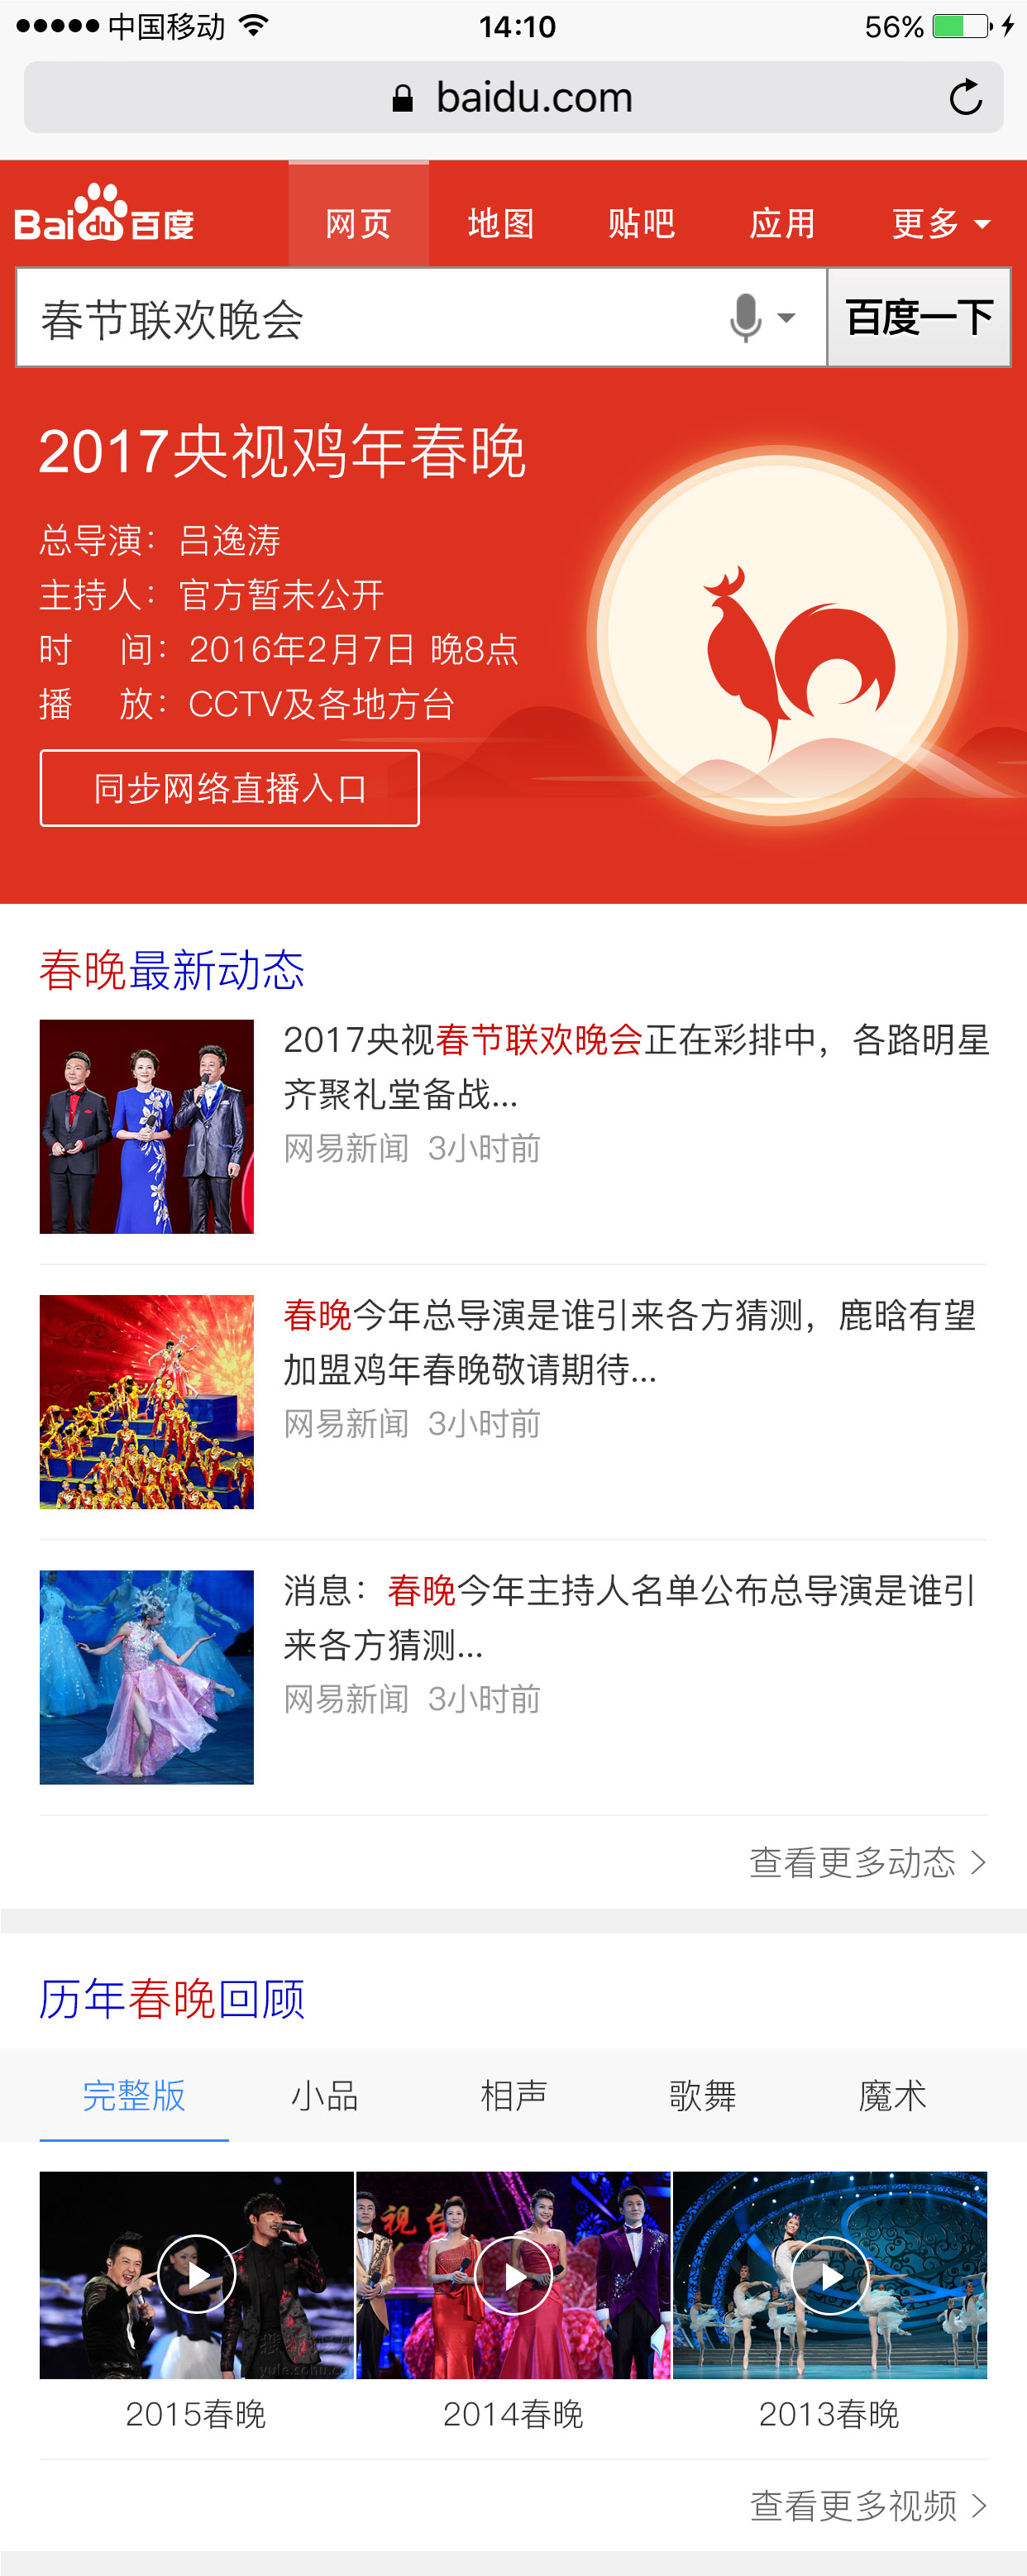 中国移动
14:10
56%
baidu.com
Bai du 百度
网页 地图 贴吧 应用 更多
春节联欢晚会
百度一下
2017央视鸡年春晚
总导演：吕逸涛
主持人：官方暂未公开
时 间：2016年2月7日 晚8点
播 放：CCTV及各地方台
同步网络直播入口
春晚最新动态
2017央视春节联欢晚会正在彩排中，各路明星
齐聚礼堂备战...
网易新闻 3小时前
春晚今年总导演是谁引来各方猜测，鹿晗有望
加盟鸡年春晚敬请期待...
网易新闻 3小时前
消息：春晚今年主持人名单公布总导演是谁引
来各方猜测...
网易新闻 3小时前
查看更多动态
历年春晚回顾
完整版 小品 相声 歌舞 魔术
视台
yule.sohu.co
2015春晚 2014春晚 2013春晚
查看更多视频